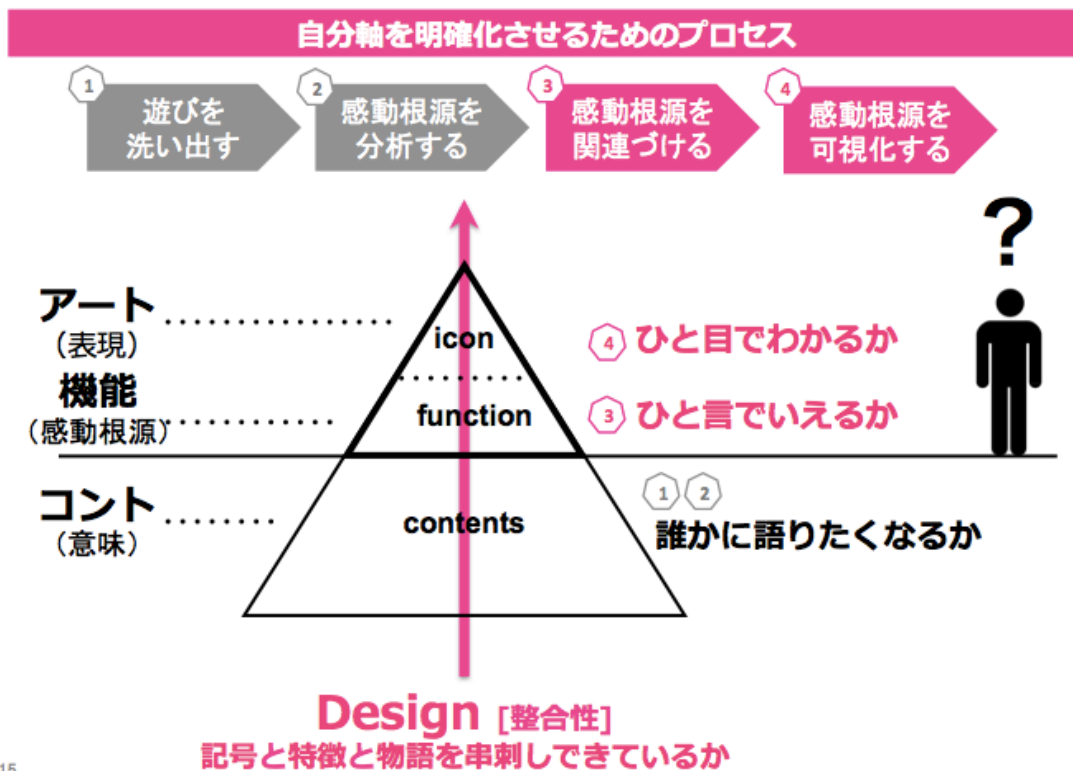 自分軸を明確化させるためのプロセス
1
遊びを
洗い出す
2
感動根源を
分析する
3
感動根源を
関連づける
4
感動根源を
可視化する
?
アート
(表現)
icon
4 ひと目でわかるか
機能
(感動根源)
function
3 ひと言でいえるか
コント
(意味)
contents
1 2
誰かに語りたくなるか
Design [整合性]
記号と特徴と物語を串刺しできているか
15